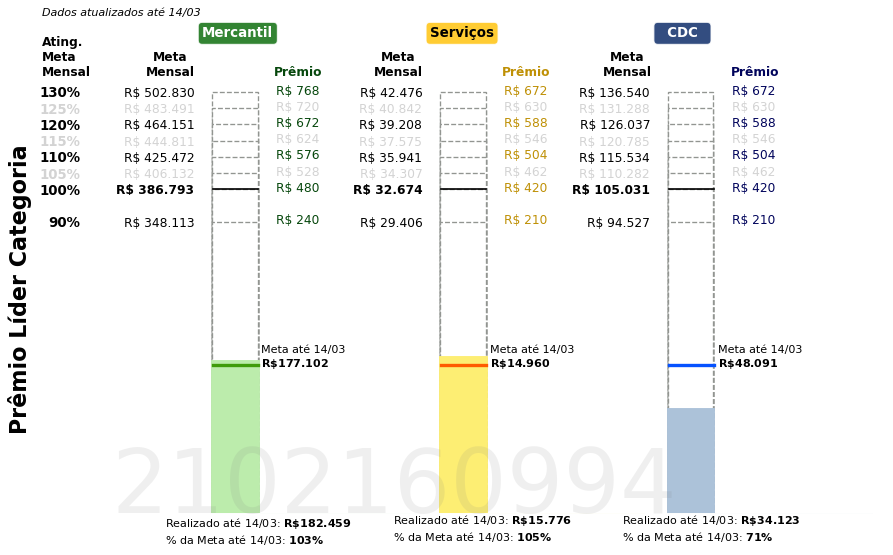 Dados atualizados até 14/03
Mercantil
Serviços
CDC
Ating.
Meta
Mensal
Meta
Mensal
Prêmio
Meta
Mensal
Prêmio
Meta
Mensal
Prêmio
130% R$ 502.830 R$ 768 R$ 42.476 R$ 672 R$ 136.540 R$ 672
125% R$ 483.491 R$ 720 R$ 40.842 R$ 630 R$ 131.288 R$ 630
120% R$ 464.151 R$ 672 R$ 39.208 R$ 588 R$ 126.037 R$ 588
115% R$ 444.811 R$ 624 R$ 37.575 R$ 546 R$ 120.785 R$ 546
110% R$ 425.472 R$ 576 R$ 35.941 R$ 504 R$ 115.534 R$ 504
105% R$ 406.132 R$ 528 R$ 34.307 R$ 462 R$ 110.282 R$ 462
100% R$ 386.793 R$ 480 R$ 32.674 R$ 420 R$ 105.031 R$ 420
90% R$ 348.113 R$ 240 R$ 29.406 R$ 210 R$ 94.527 R$ 210
Prêmio Líder Categoria
Meta até 14/03
R$177.102
Meta até 14/03
R$14.960
Meta até 14/03
R$48.091
2102160994
Realizado até 14/03: R$182.459
% da Meta até 14/03: 103%
Realizado até 14/03: R$15.776
% da Meta até 14/03: 105%
Realizado até 14/03: R$34.123
% da Meta até 14/03: 71%